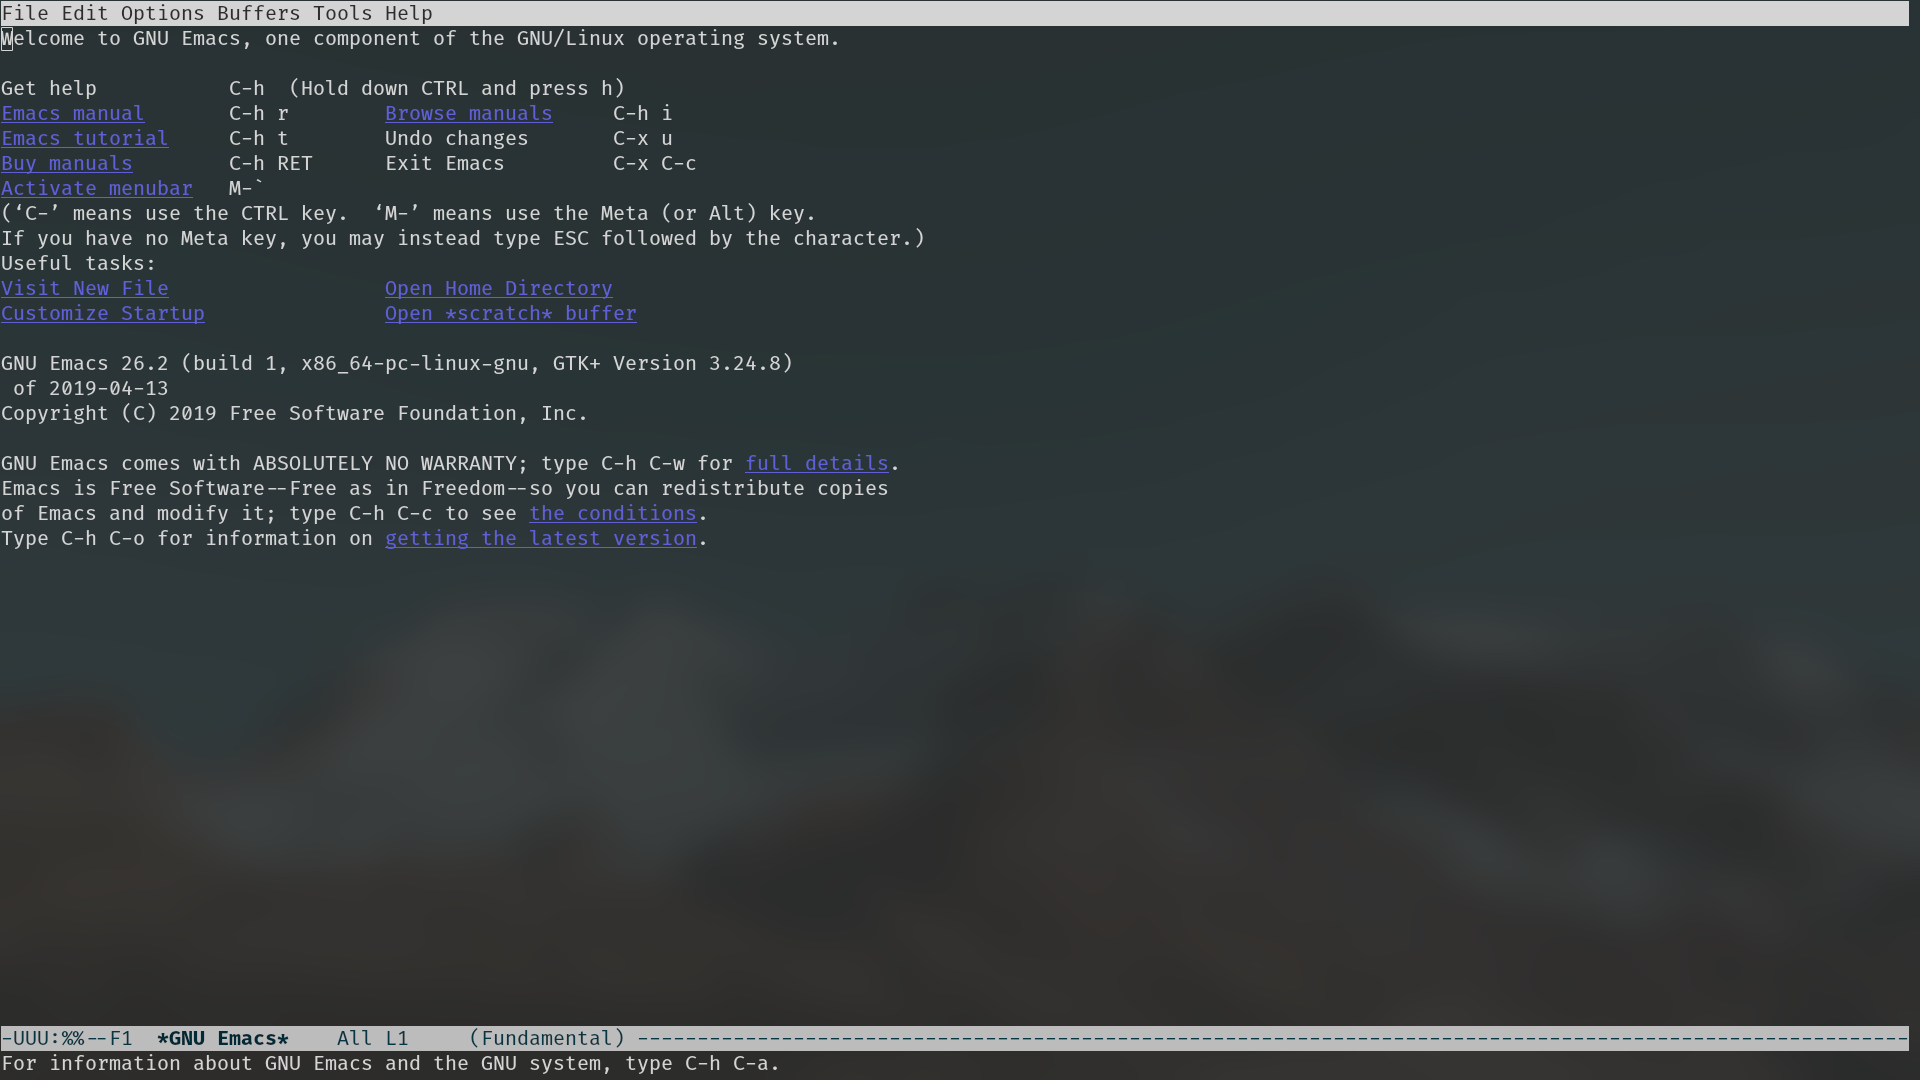 File Edit Options Buffers Tools Help
Welcome to GNU Emacs, one component of the GNU/Linux operating system.
Get help           C-h  (Hold down CTRL and press h)
Emacs manual       C-h r        Browse manuals     C-h i
Emacs tutorial     C-h t        Undo changes       C-x u
Buy manuals        C-h RET      Exit Emacs         C-x C-c
Activate menubar   M-`
(‘C-’ means use the CTRL key.  ‘M-’ means use the Meta (or Alt) key.
If you have no Meta key, you may instead type ESC followed by the character.)
Useful tasks:
Visit New File                  Open Home Directory
Customize Startup               Open *scratch* buffer
GNU Emacs 26.2 (build 1, x86_64-pc-linux-gnu, GTK+ Version 3.24.8)
 of 2019-04-13
Copyright (C) 2019 Free Software Foundation, Inc.
GNU Emacs comes with ABSOLUTELY NO WARRANTY; type C-h C-w for full details.
Emacs is Free Software--Free as in Freedom--so you can redistribute copies
of Emacs and modify it; type C-h C-c to see the conditions.
Type C-h C-o for information on getting the latest version.
-UUU:%%--F1  *GNU Emacs*    All L1     (Fundamental) ----------------------------------------------------------------------------------------------------------
For information about GNU Emacs and the GNU system, type C-h C-a.